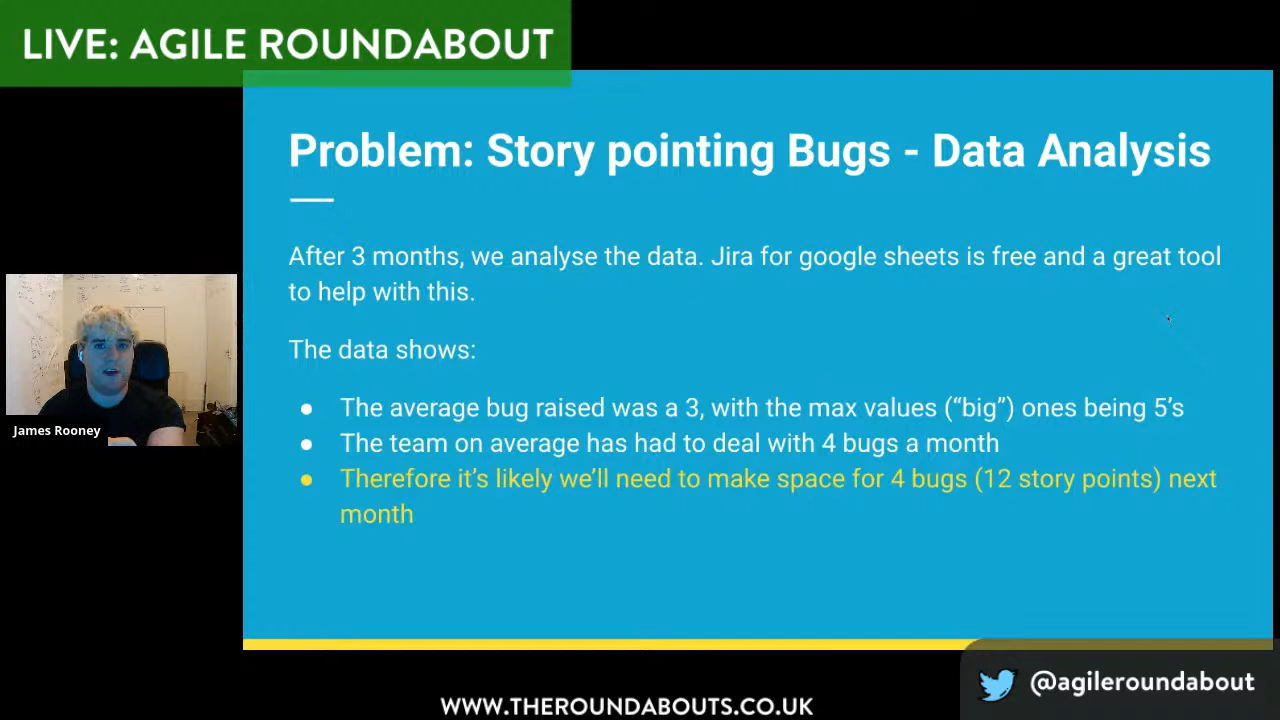 LIVE: AGILE ROUNDABOUT
Problem: Story pointing Bugs - Data Analysis
After 3 months, we analyse the data. Jira for google sheets is free and a great tool
to help with this.
The data shows:
● The average bug raised was a 3, with the max values (“big”) ones being 5’s
● The team on average has had to deal with 4 bugs a month
● Therefore it’s likely we’ll need to make space for 4 bugs (12 story points) next
month
James Rooney
@agileroundabout
WWW.THEROUNDABOUTS.CO.UK